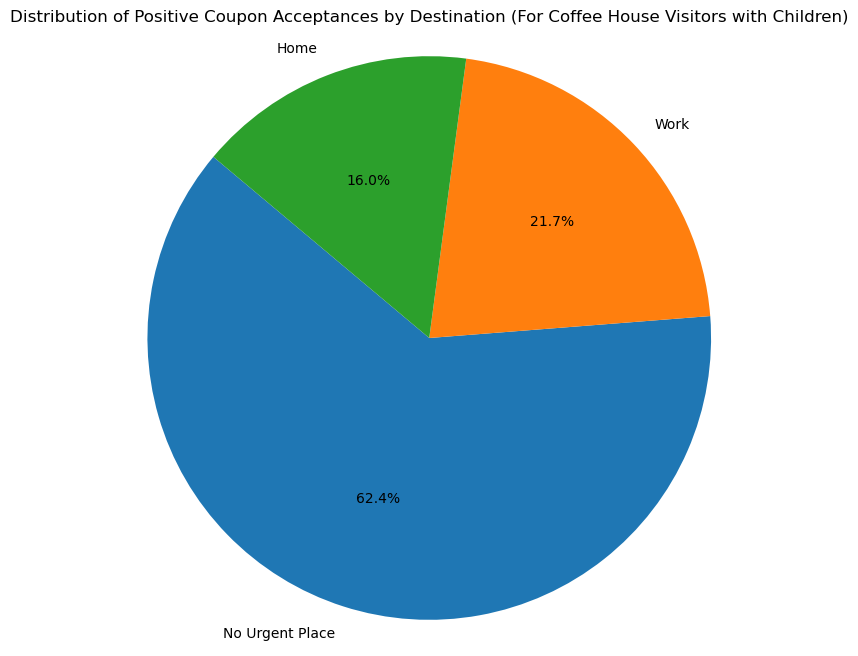 Distribution of Positive Coupon Acceptances by Destination (For Coffee House Visitors with Children)
Home
Work
16.0%
21.7%
62.4%
No Urgent Place